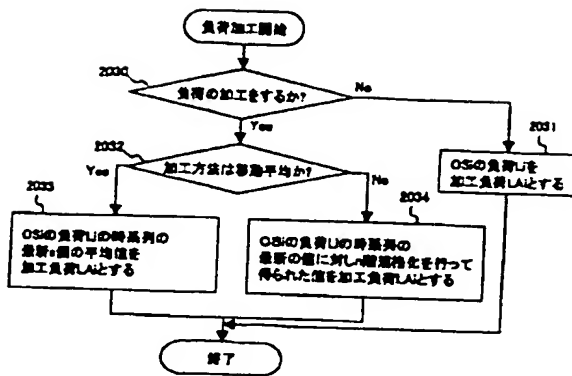 負荷加工開始
2030
負荷の加工をするか?
No
Yes
2031
OSiの負荷Liを
加工負荷LAiとする
2032
加工方法は移動平均か?
Yes
No
2033
OSiの負荷Liの時系列の
最新s個の平均値を
加工負荷LAiとする
2034
OSiの負荷Liの時系列の
最新の値に対しn階差格化を行って
得られた値を加工負荷LAiとする
終了